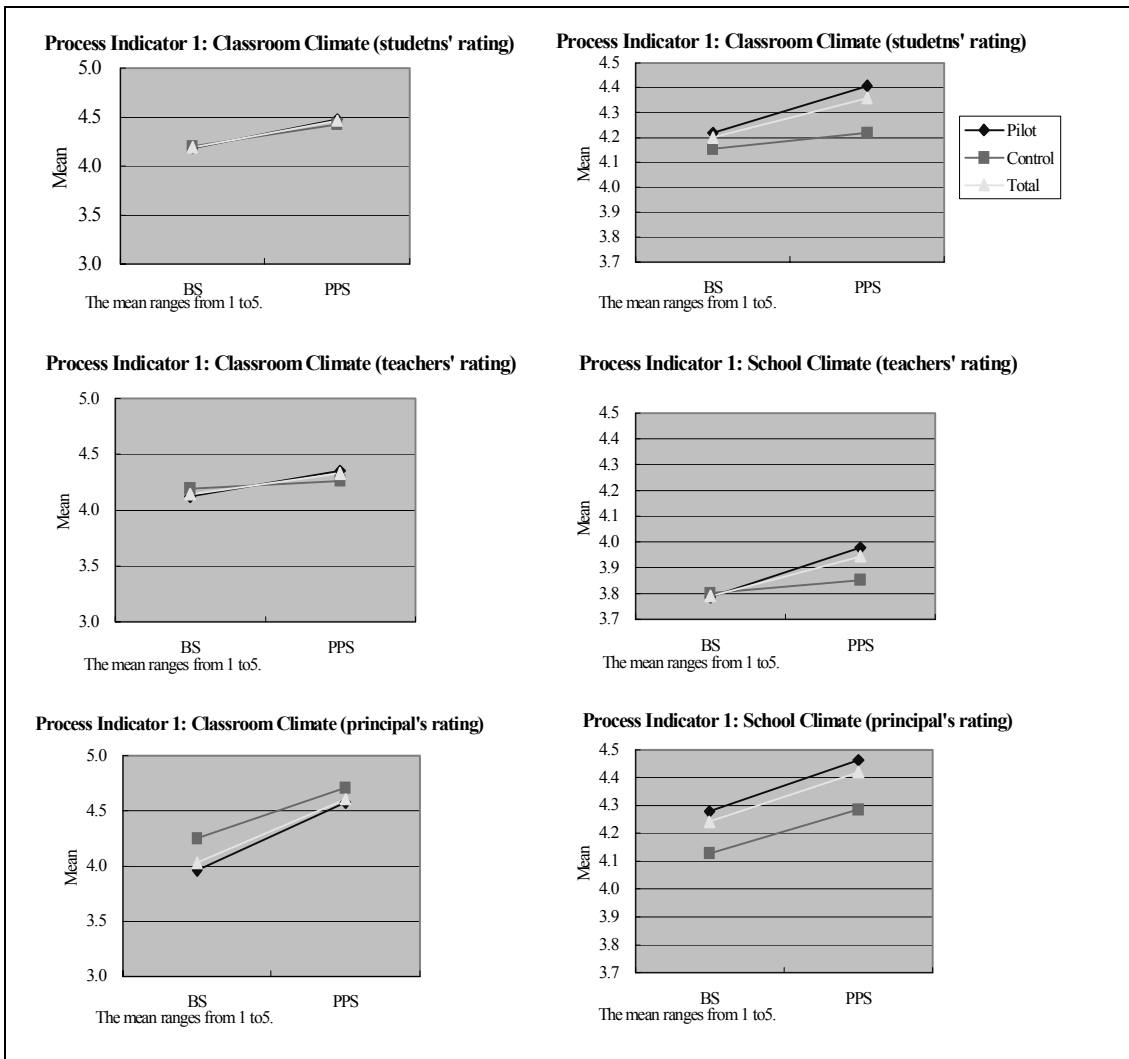 Process Indicator 1: Classroom Climate (studetns' rating)
5.0
4.5
4.0
3.5
3.0
Mean
BS
PPS
The mean ranges from 1 to5.
Process Indicator 1: Classroom Climate (studetns' rating)
4.5
4.4
4.3
4.2
4.1
4.0
3.9
3.8
3.7
Mean
BS
PPS
The mean ranges from 1 to5.
Pilot
Control
Total
Process Indicator 1: Classroom Climate (teachers' rating)
5.0
4.5
4.0
3.5
3.0
Mean
BS
PPS
The mean ranges from 1 to5.
Process Indicator 1: School Climate (teachers' rating)
4.5
4.4
4.3
4.2
4.1
4.0
3.9
3.8
3.7
Mean
BS
PPS
The mean ranges from 1 to5.
Process Indicator 1: Classroom Climate (principal's rating)
5.0
4.5
4.0
3.5
3.0
Mean
BS
PPS
The mean ranges from 1 to5.
Process Indicator 1: School Climate (principal's rating)
4.5
4.4
4.3
4.2
4.1
4.0
3.9
3.8
3.7
Mean
BS
PPS
The mean ranges from 1 to5.